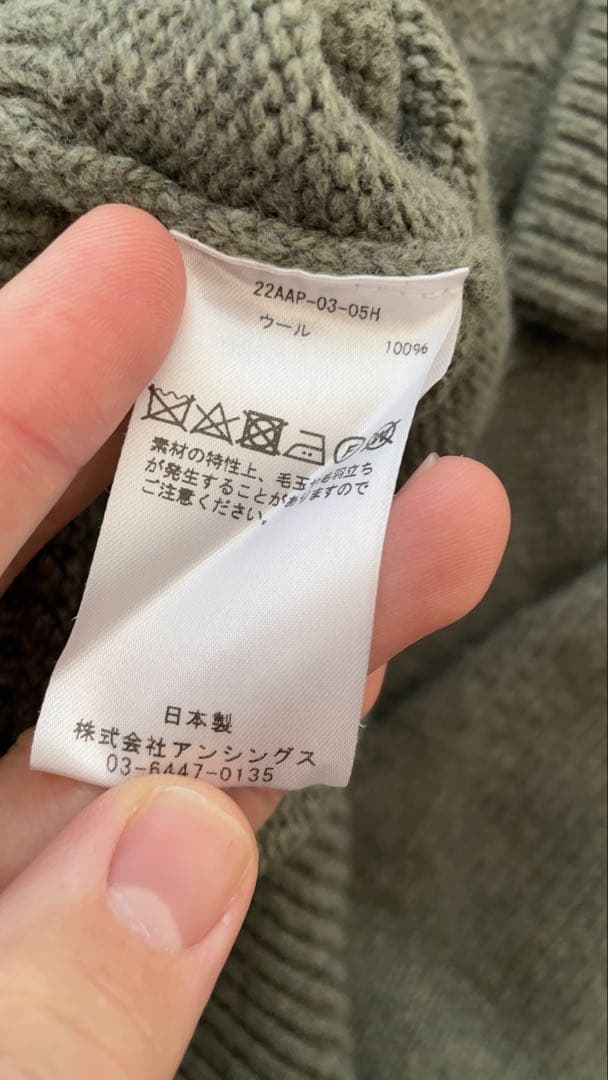 22AAP-03-05H
ウール
100%
素材の特性上、毛玉や毛羽立ち
が発生することがありますので
ご注意ください。
日本製
株式会社アンシングス
03-6447-0135